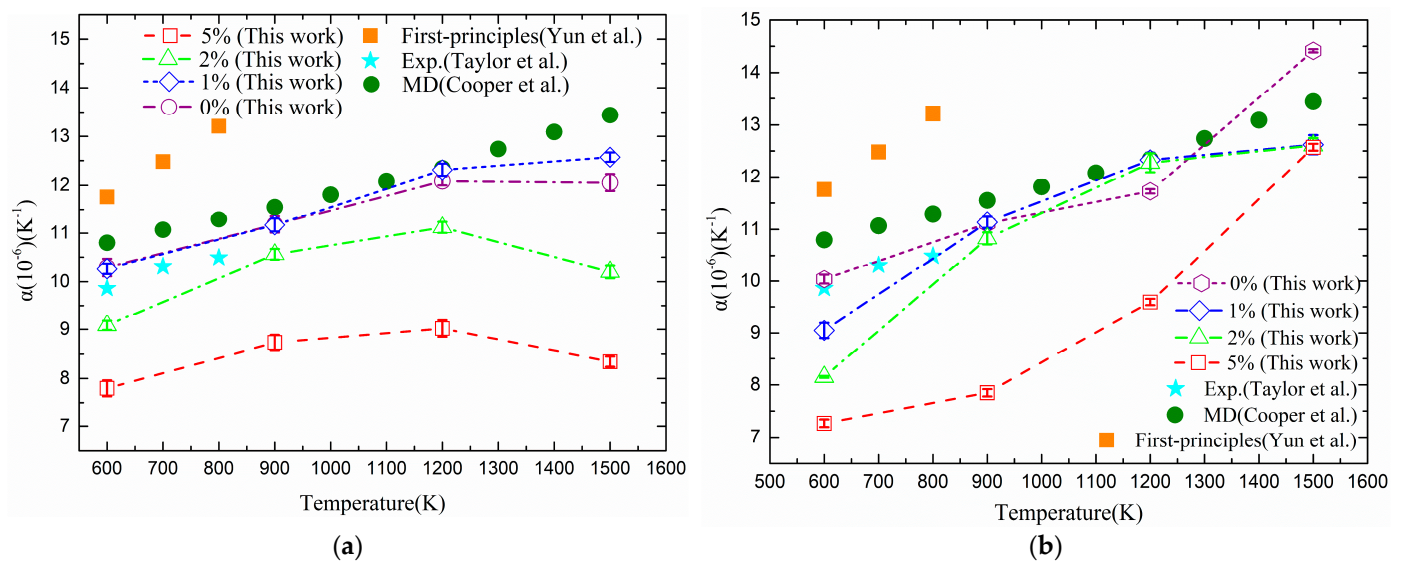 5% (This work)
2% (This work)
1% (This work)
0% (This work)
First-principles(Yun et al.)
Exp.(Taylor et al.)
MD(Cooper et al.)
α(10⁻⁶)(K⁻¹)
15
14
13
12
11
10
9
8
7
600 700 800 900 1000 1100 1200 1300 1400 1500 1600
Temperature(K)
(a)
α(10⁻⁶)(K⁻¹)
15
14
13
12
11
10
9
8
7
0% (This work)
1% (This work)
2% (This work)
5% (This work)
Exp.(Taylor et al.)
MD(Cooper et al.)
First-principles(Yun et al.)
500 600 700 800 900 1000 1100 1200 1300 1400 1500 1600
Temperature(K)
(b)